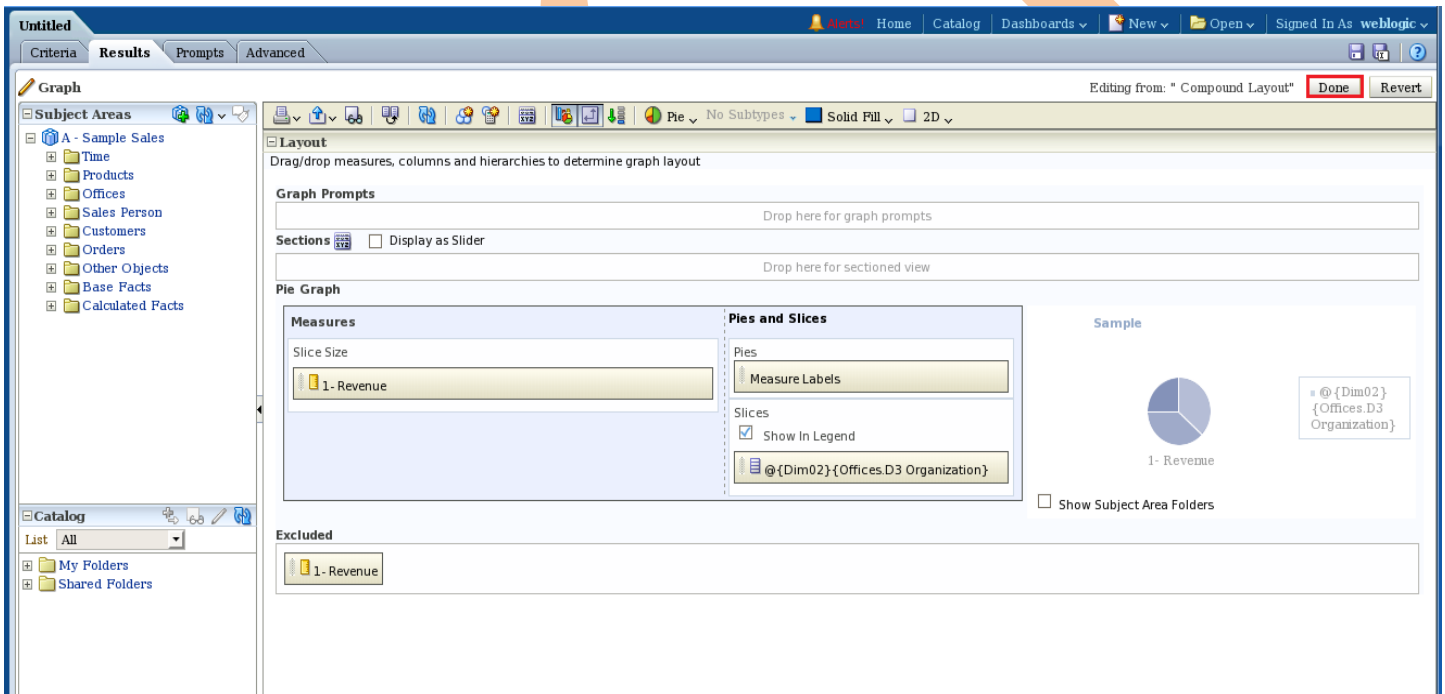 Untitled
Alerts! Home Catalog Dashboards New Open Signed In As weblogic
Criteria Results Prompts Advanced
Graph
Editing from: " Compound Layout" Done Revert
Subject Areas
Pie No Subtypes Solid Fill 2D
A - Sample Sales
Time
Products
Offices
Sales Person
Customers
Orders
Other Objects
Base Facts
Calculated Facts
Layout
Drag/drop measures, columns and hierarchies to determine graph layout
Graph Prompts
Drop here for graph prompts
Sections Display as Slider
Drop here for sectioned view
Pie Graph
Measures
Slice Size
1- Revenue
Pies and Slices
Pies
Measure Labels
Slices
Show In Legend
@{Dim02}{Offices.D3 Organization}
Sample
1- Revenue
@{Dim02}
{Offices.D3
Organization}
Show Subject Area Folders
Excluded
1- Revenue
Catalog
List All
My Folders
Shared Folders